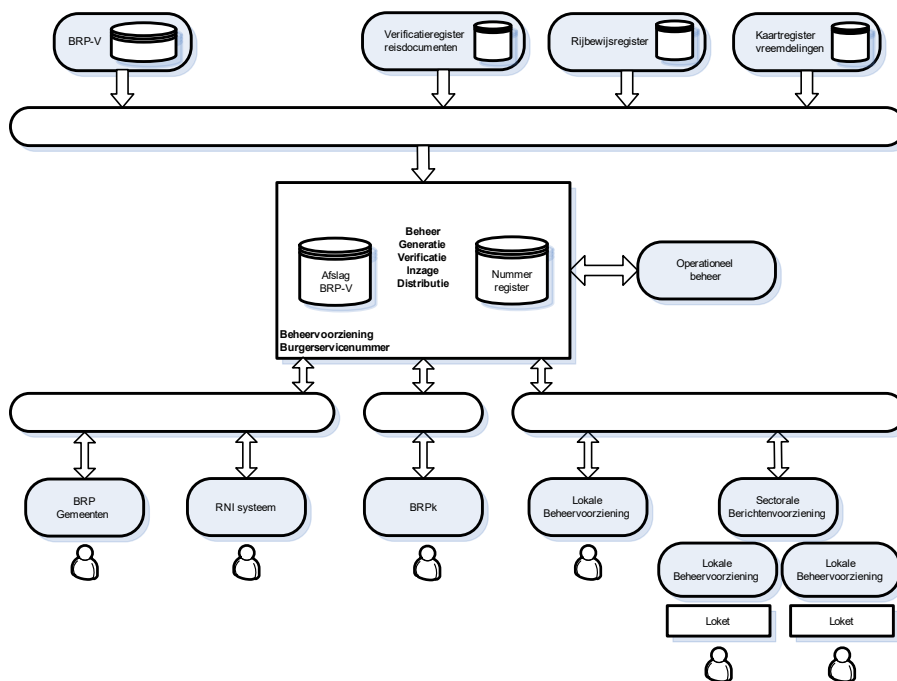 BRP-V
Verificatieregister
reisdocumenten
Rijbewijsregister
Kaartregister
vreemdelingen
Beheer
Generatie
Verificatie
Inzage
Distributie
Afslag
BRP-V
Nummer
register
Operationeel
beheer
Beheervoorziening
Burgerservicenummer
BRP
Gemeenten
RNI systeem
BRPk
Lokale
Beheervoorziening
Sectorale
Berichtenvoorziening
Lokale
Beheervoorziening
Lokale
Beheervoorziening
Loket
Loket